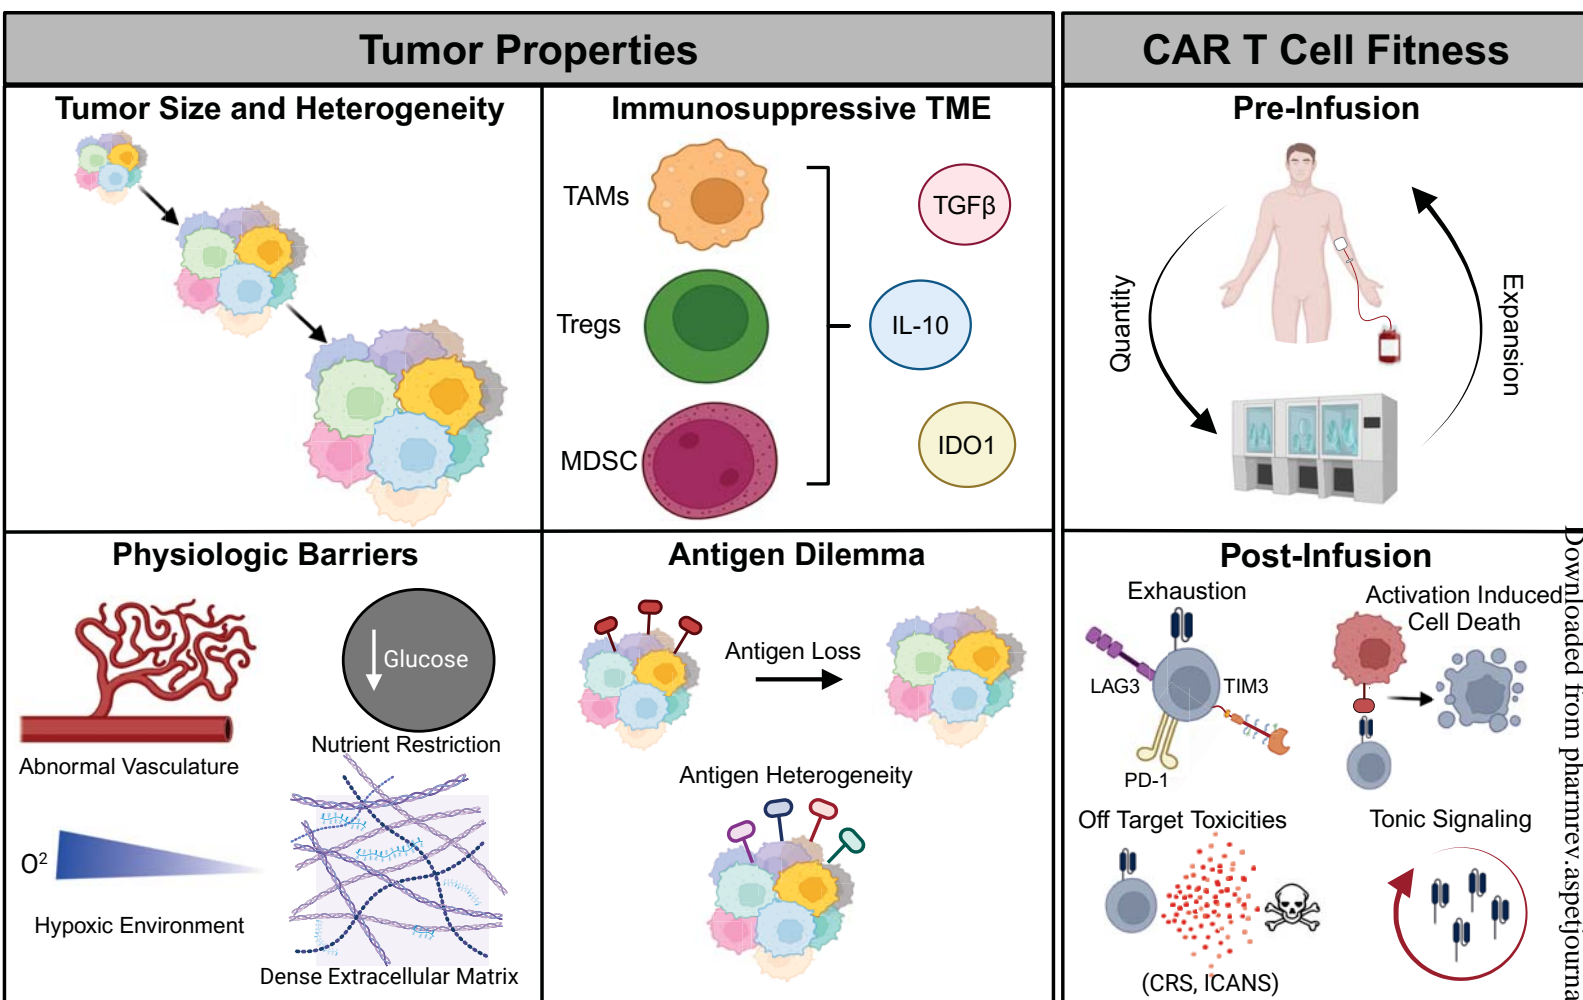 Tumor Properties
CAR T Cell Fitness
Tumor Size and Heterogeneity
Immunosuppressive TME
TAMs
Tregs
MDSC
TGFβ
IL-10
IDO1
Pre-Infusion
Quantity
Expansion
Physiologic Barriers
Abnormal Vasculature
Glucose
Nutrient Restriction
O²
Hypoxic Environment
Dense Extracellular Matrix
Antigen Dilemma
Antigen Loss
Antigen Heterogeneity
Post-Infusion
Exhaustion
LAG3
TIM3
PD-1
Activation Induced
Cell Death
Off Target Toxicities
(CRS, ICANS)
Tonic Signaling
Downloaded from pharmrev.aspetjourna